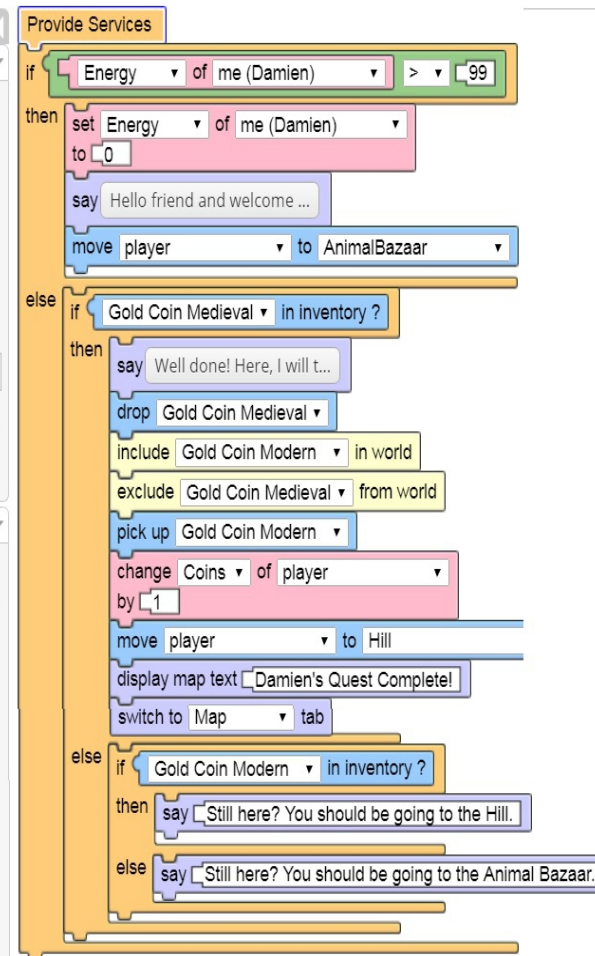 Provide Services
if Energy of me (Damien) > 99
then set Energy of me (Damien)
to 0
say Hello friend and welcome ...
move player to AnimalBazaar
else if Gold Coin Medieval in inventory ?
then
say Well done! Here, I will t...
drop Gold Coin Medieval
include Gold Coin Modern in world
exclude Gold Coin Medieval from world
pick up Gold Coin Modern
change Coins of player
by 1
move player to Hill
display map text Damien's Quest Complete!
switch to Map tab
else if Gold Coin Modern in inventory ?
then say Still here? You should be going to the Hill.
else say Still here? You should be going to the Animal Bazaar.